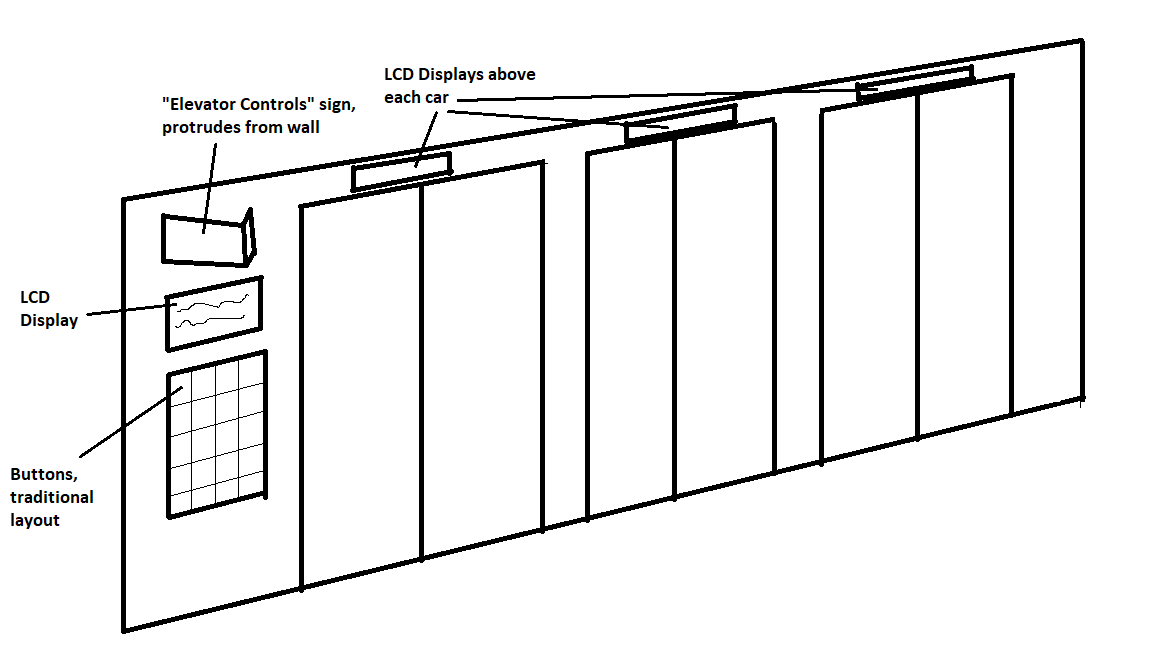 LCD Displays above
each car
"Elevator Controls" sign,
protrudes from wall
LCD
Display
Buttons,
traditional
layout